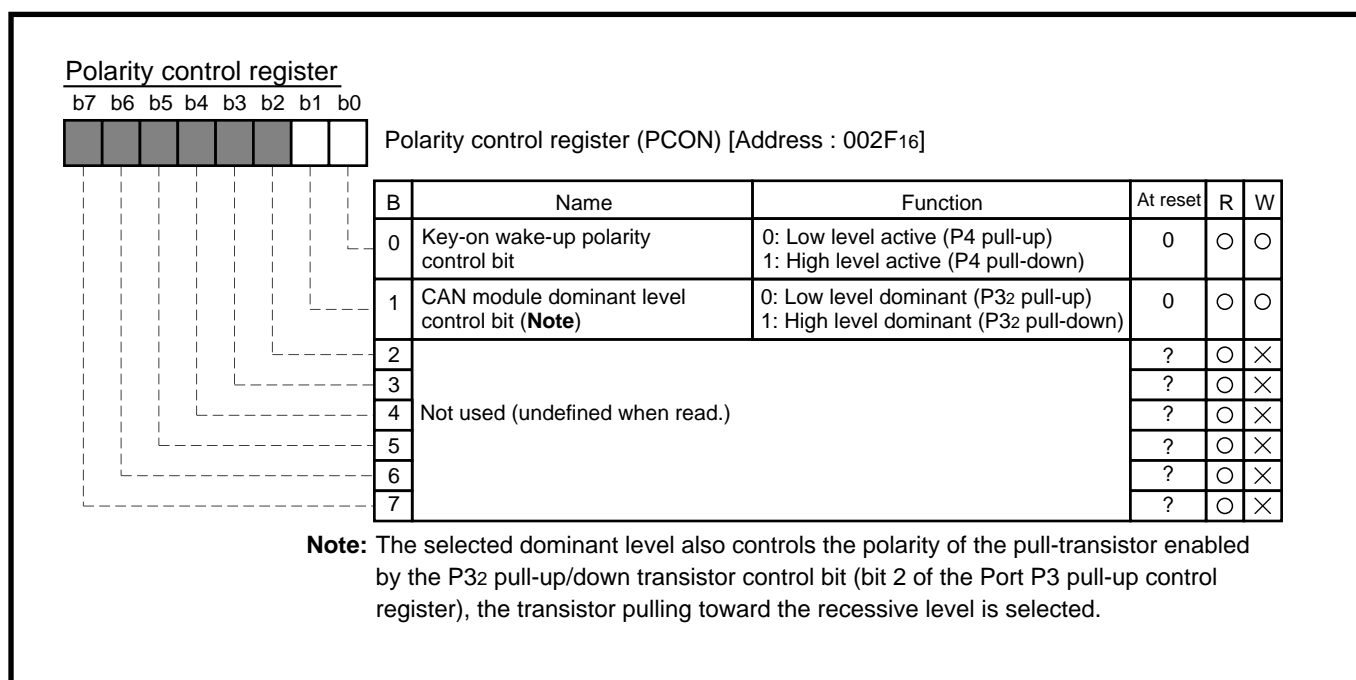 Polarity control register
b7 b6 b5 b4 b3 b2 b1 b0
Polarity control register (PCON) [Address : 002F16]
B Name Function At reset R W
0 Key-on wake-up polarity control bit 0: Low level active (P4 pull-up) 0 ○ ○
1: High level active (P4 pull-down)
1 CAN module dominant level control bit (Note) 0: Low level dominant (P32 pull-up) 0 ○ ○
1: High level dominant (P32 pull-down)
2 ? ○ ×
3 ? ○ ×
4 Not used (undefined when read.) ? ○ ×
5 ? ○ ×
6 ? ○ ×
7 ? ○ ×
Note: The selected dominant level also controls the polarity of the pull-transistor enabled
by the P32 pull-up/down transistor control bit (bit 2 of the Port P3 pull-up control
register), the transistor pulling toward the recessive level is selected.